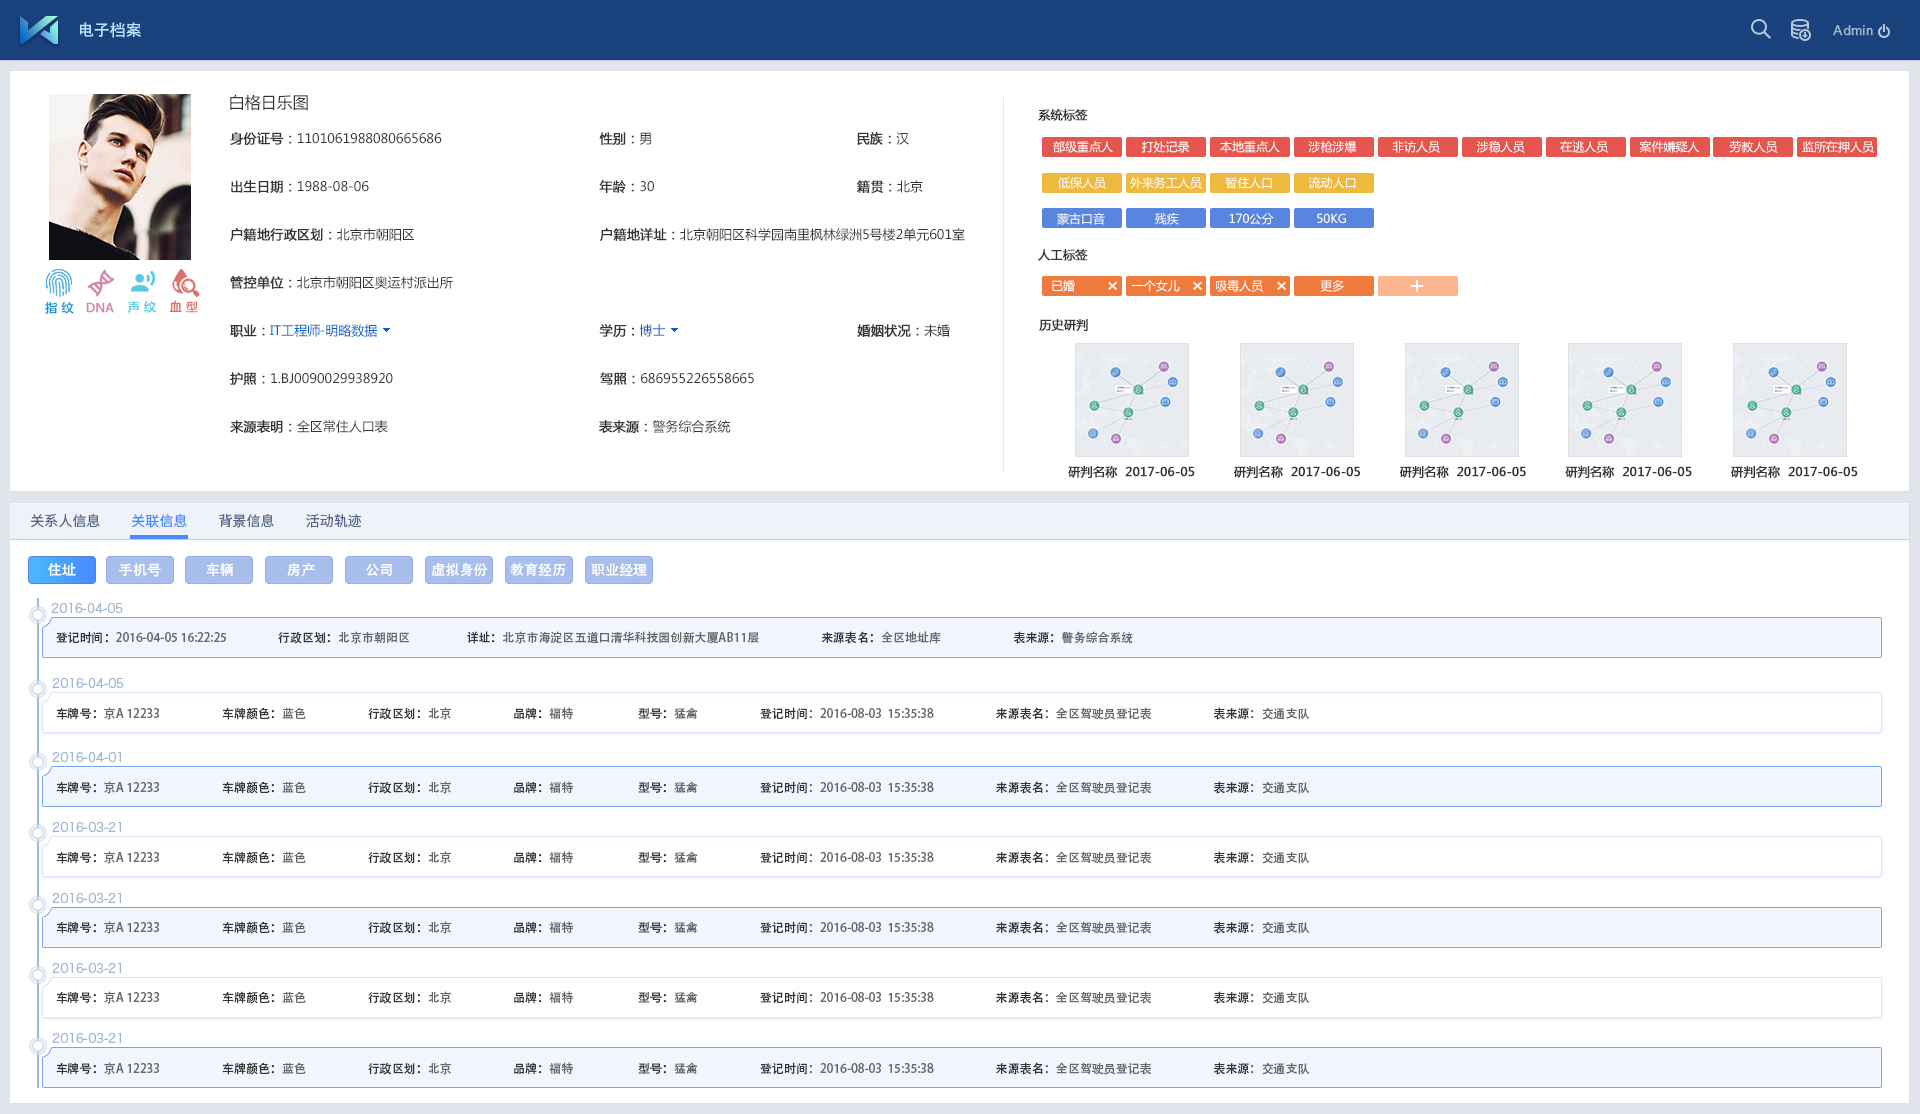 电子档案
Admin
白格日乐图
身份证号：1101061988080665686 性别：男 民族：汉
出生日期：1988-08-06 年龄：30 籍贯：北京
户籍地行政区划：北京市朝阳区 户籍地详址：北京朝阳区科学园南里枫林绿洲5号楼2单元601室
管控单位：北京市朝阳区奥运村派出所
职业：IT工程师-明略数据 学历：博士 婚姻状况：未婚
护照：1.BJ0090029938920 驾照：686955226558665
来源表明：全区常住人口表 表来源：警务综合系统
指纹 DNA 声纹 血型
系统标签
部级重点人 打处记录 本地重点人 涉枪涉爆 非访人员 涉稳人员 在逃人员 案件嫌疑人 劳教人员 监所在押人员
低保人员 外来务工人员 暂住人口 流动人口
蒙古口音 残疾 170公分 50KG
人工标签
已婚 × 一个女儿 × 吸毒人员 × 更多 +
历史研判
研判名称 2017-06-05 研判名称 2017-06-05 研判名称 2017-06-05 研判名称 2017-06-05 研判名称 2017-06-05
关系人信息 关联信息 背景信息 活动轨迹
住址 手机号 车辆 房产 公司 虚拟身份 教育经历 职业经理
2016-04-05
登记时间：2016-04-05 16:22:25 行政区划：北京市朝阳区 详址：北京市海淀区五道口清华科技园创新大厦AB11层 来源表名：全区地址库 表来源：警务综合系统
2016-04-05
车牌号：京A 12233 车牌颜色：蓝色 行政区划：北京 品牌：福特 型号：猛禽 登记时间：2016-08-03 15:35:38 来源表名：全区驾驶员登记表 表来源：交通支队
2016-04-01
车牌号：京A 12233 车牌颜色：蓝色 行政区划：北京 品牌：福特 型号：猛禽 登记时间：2016-08-03 15:35:38 来源表名：全区驾驶员登记表 表来源：交通支队
2016-03-21
车牌号：京A 12233 车牌颜色：蓝色 行政区划：北京 品牌：福特 型号：猛禽 登记时间：2016-08-03 15:35:38 来源表名：全区驾驶员登记表 表来源：交通支队
2016-03-21
车牌号：京A 12233 车牌颜色：蓝色 行政区划：北京 品牌：福特 型号：猛禽 登记时间：2016-08-03 15:35:38 来源表名：全区驾驶员登记表 表来源：交通支队
2016-03-21
车牌号：京A 12233 车牌颜色：蓝色 行政区划：北京 品牌：福特 型号：猛禽 登记时间：2016-08-03 15:35:38 来源表名：全区驾驶员登记表 表来源：交通支队
2016-03-21
车牌号：京A 12233 车牌颜色：蓝色 行政区划：北京 品牌：福特 型号：猛禽 登记时间：2016-08-03 15:35:38 来源表名：全区驾驶员登记表 表来源：交通支队